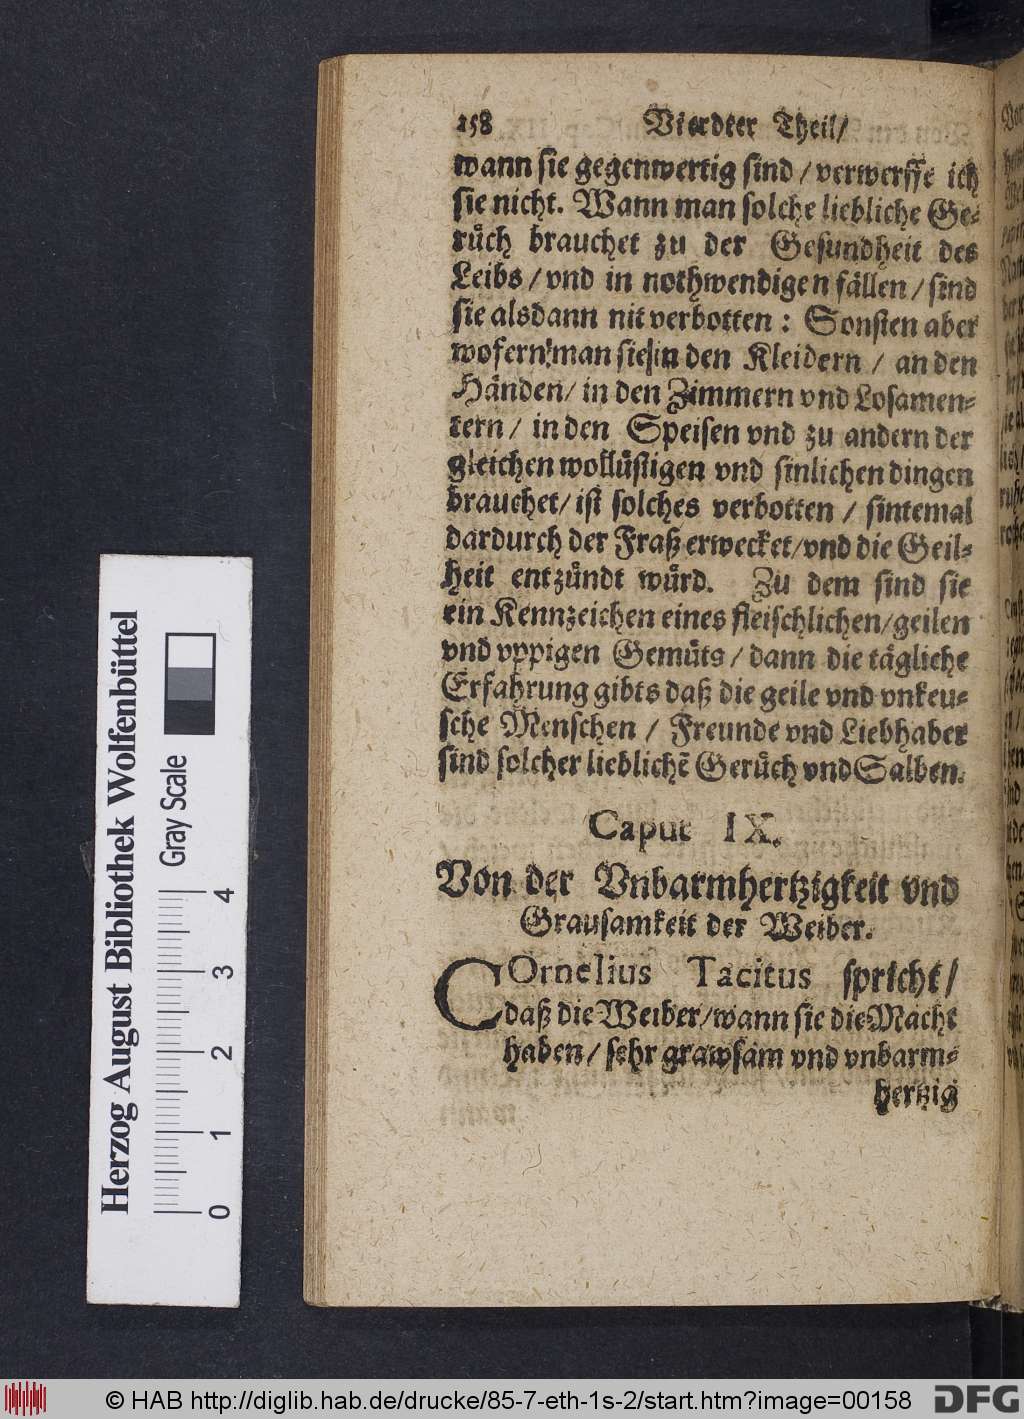 158 Vierdter Theil/
wann sie gegenwertig sind / verwerffe ich
sie nicht. Wann man solche liebliche Ge-
rüch brauchet zu der Gesundheit des
Leibs / vnd in nothwendigen fällen / sind
sie alsdann nit verbotten : Sonsten aber
wofern man sie in den Kleidern / an den
Händen / in den Zimmern vnd Losamen-
tern / in den Speisen vnd zu andern der
gleichen wollüstigen vnd sinlichen dingen
brauchet / ist solches verbotten / sintemal
dardurch der Fraß erwecket / vnd die Geil-
heit entzündt würd. Zu dem sind sie
ein Kennzeichen eines fleischlichen / geilen
vnd vppigen Gemüts / dann die tägliche
Erfahrung gibts daß die geile vnd vnkeu-
sche Menschen / Freunde vnd Liebhaber
sind solcher lieblichẽ Gerüch vnd Salben.
Caput IX.
Von der Vnbarmhertzigkeit vnd
Grausamkeit der Weiber.
COrnelius Tacitus spricht /
daß die Weiber / wann sie die Macht
haben / sehr grawsam vnd vnbarm-
hertzig
Herzog August Bibliothek Wolfenbüttel
Gray Scale
0 1 2 3 4
© HAB http://diglib.hab.de/drucke/85-7-eth-1s-2/start.htm?image=00158
DFG